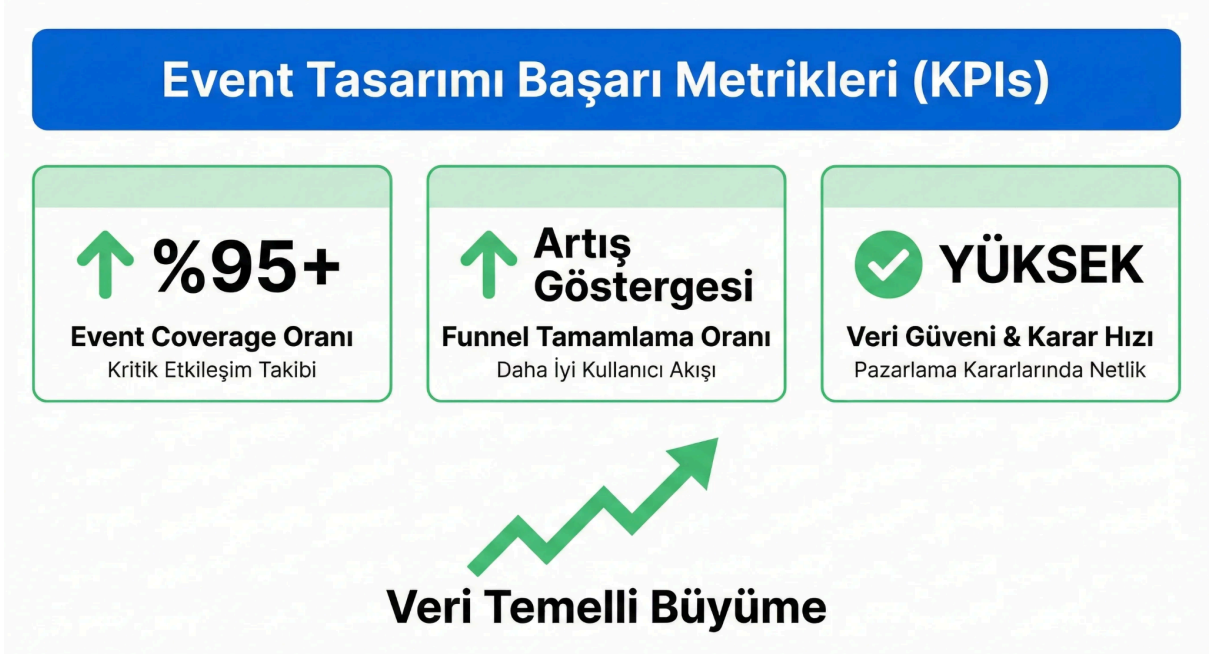 Event Tasarımı Başarı Metrikleri (KPIs)
%95+
Event Coverage Oranı
Kritik Etkileşim Takibi
Artış
Göstergesi
Funnel Tamamlama Oranı
Daha İyi Kullanıcı Akışı
YÜKSEK
Veri Güveni & Karar Hızı
Pazarlama Kararlarında Netlik
Veri Temelli Büyüme